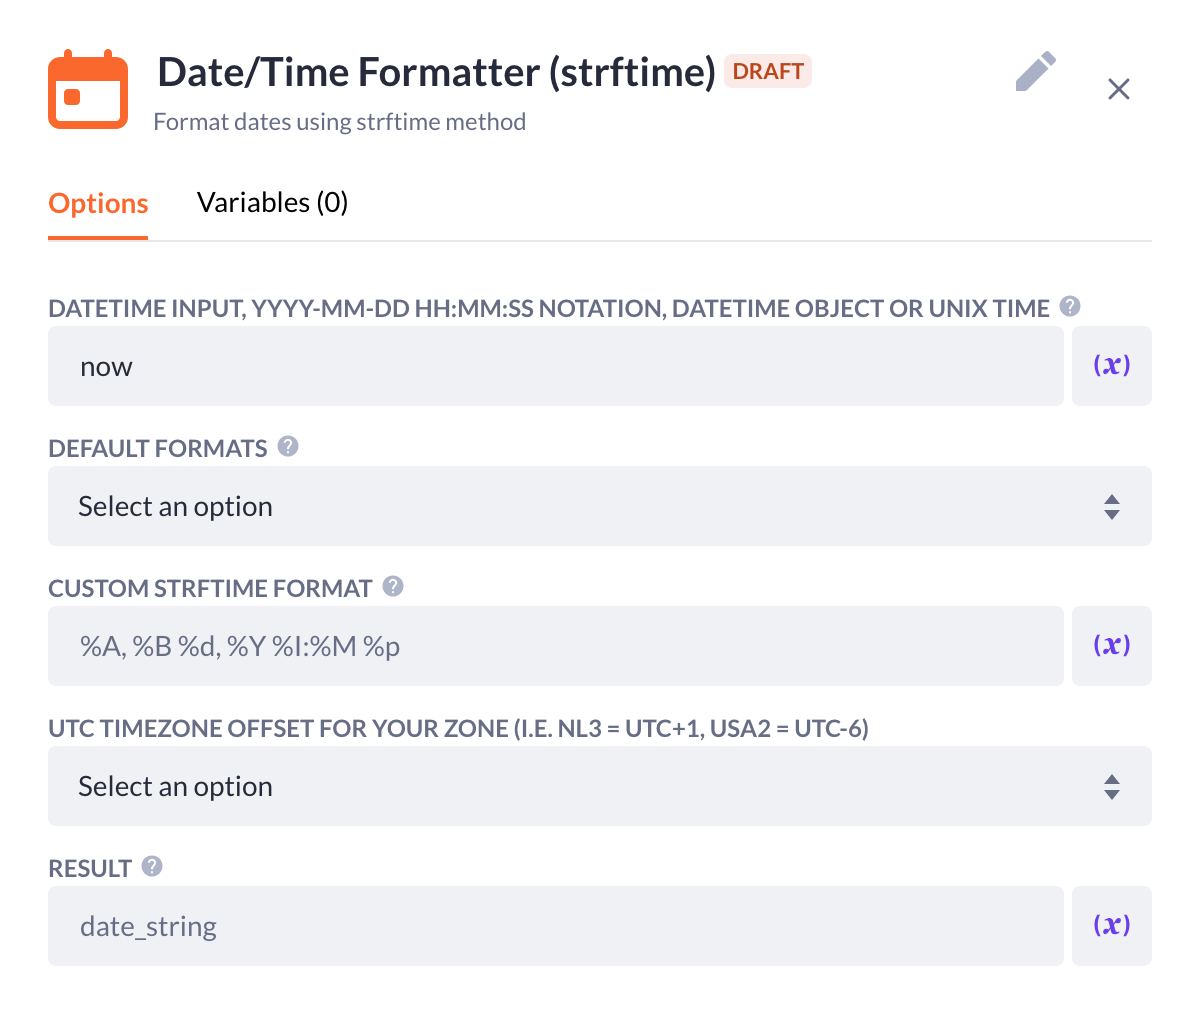 Date/Time Formatter (strftime) DRAFT
Format dates using strftime method
Options Variables (0)
DATETIME INPUT, YYYY-MM-DD HH:MM:SS NOTATION, DATETIME OBJECT OR UNIX TIME ?
now (x)
DEFAULT FORMATS ?
Select an option
CUSTOM STRFTIME FORMAT ?
%A, %B %d, %Y %I:%M %p (x)
UTC TIMEZONE OFFSET FOR YOUR ZONE (I.E. NL3 = UTC+1, USA2 = UTC-6)
Select an option
RESULT ?
date_string (x)